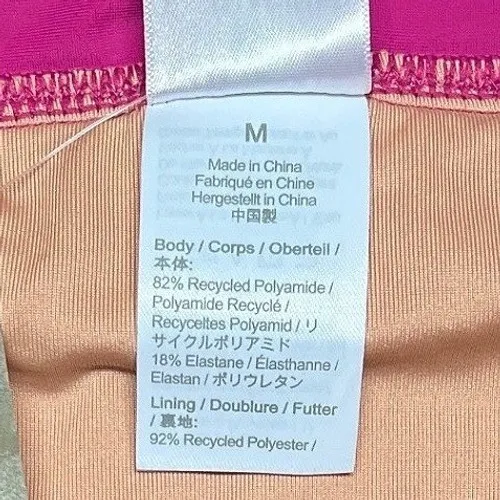 M
Made in China
Fabriqué en Chine
Hergestellt in China
中国製
Body / Corps / Oberteil /
本体:
82% Recycled Polyamide /
Polyamide Recyclé /
Recyceltes Polyamid / リ
サイクルポリアミド
18% Elastane / Élasthanne /
Elastan / ポリウレタン
Lining / Doublure / Futter
/ 裏地:
92% Recycled Polyester /